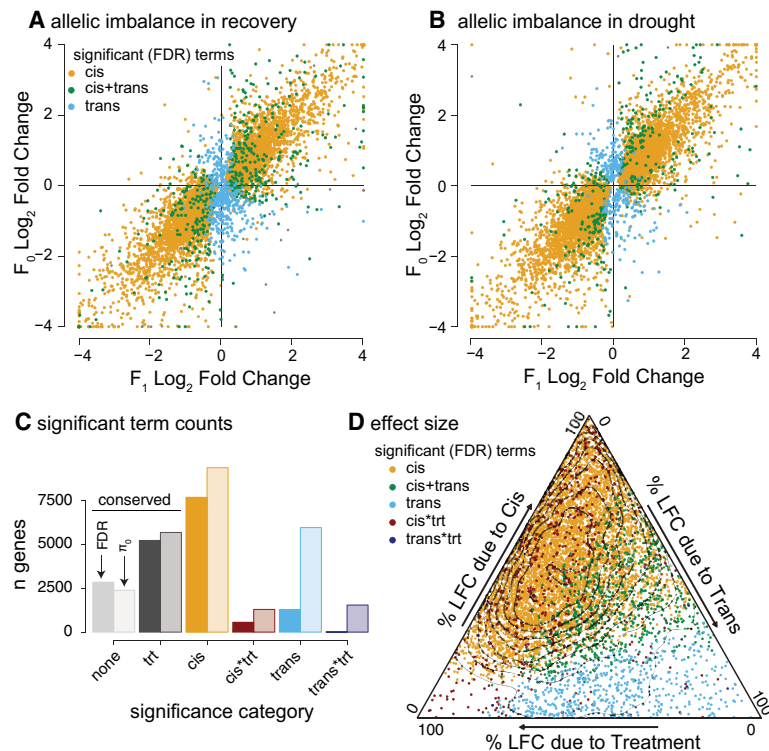 A allelic imbalance in recovery
significant (FDR) terms
cis
cis+trans
trans
4
2
0
−2
−4
F0 Log2 Fold Change
−4 −2 0 2 4
F1 Log2 Fold Change
B allelic imbalance in drought
4
2
0
−2
−4
F0 Log2 Fold Change
−4 −2 0 2 4
F1 Log2 Fold Change
C significant term counts
conserved
FDR
π0
7500
5000
2500
0
n genes
none trt cis cis*trt trans trans*trt
significance category
D effect size
significant (FDR) terms
cis
cis+trans
trans
cis*trt
trans*trt
100 0
% LFC due to Cis
% LFC due to Trans
0 100
100 0
% LFC due to Treatment